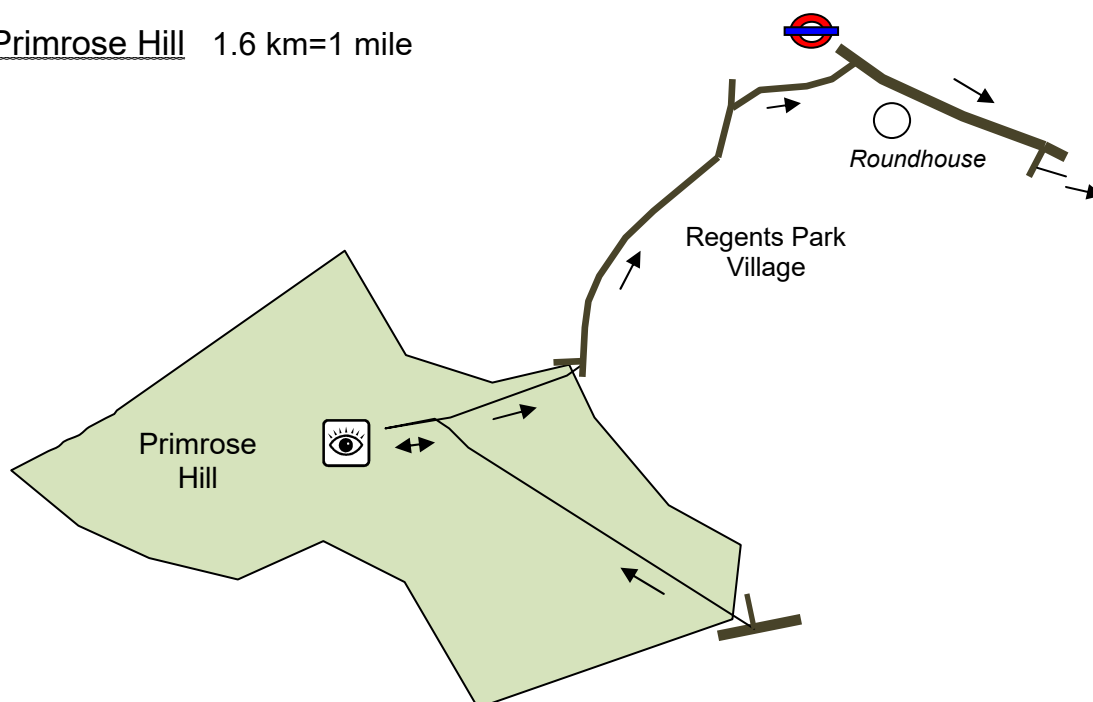 Primrose Hill 1.6 km=1 mile
Roundhouse
Regents Park
Village
Primrose
Hill